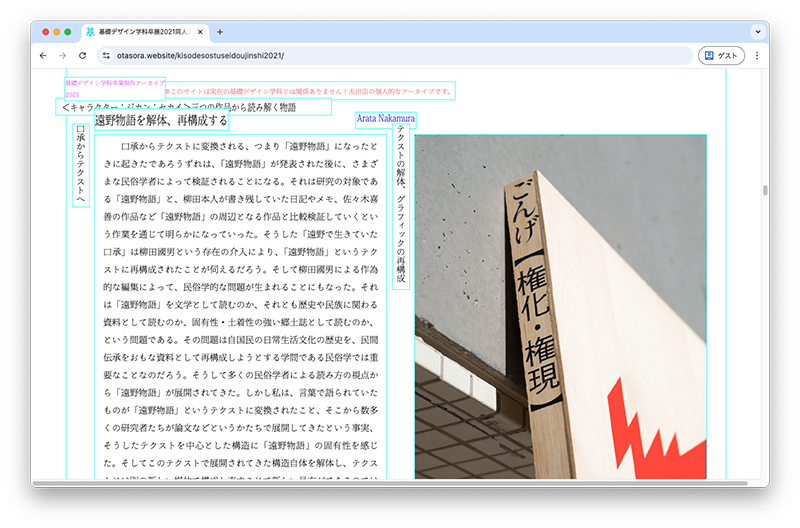 基礎デザイン学科卒展2021同人
ゲスト
otasora.website/kisodesostuseidoujinshi2021/
基礎デザイン学科卒業制作アーカイブ
2021
※このサイトは実在の基礎デザイン学科とは関係ありません！太田宙の個人的なアーカイブです。
＜キャラクター：ジカン：セカイ＞三つの作品から読み解く物語
遠野物語を解体、再構成する
Arata Nakamura
口承からテクストへ
口承からテクストに変換される、つまり「遠野物語」になったと
きに起きたであろうずれは、「遠野物語」が発表された後に、さまざ
まな民俗学者によって検証されることになる。それは研究の対象であ
る「遠野物語」と、柳田本人が書き残していた日記やメモ、佐々木喜
善の作品など「遠野物語」の周辺となる作品と比較検証していくとい
う作業を通じて明らかになっていった。そうした「遠野で生きていた
口承」は柳田國男という存在の介入により、「遠野物語」というテク
ストに再構成されたことが伺えるだろう。そして柳田國男による作為
的な編集によって、民俗学的な問題が生まれることにもなった。それ
は「遠野物語」を文学として読むのか、それとも歴史や民族に関わる
資料として読むのか、固有性・土着性の強い郷土誌として読むのか、
という問題である。その問題は自国民の日常生活文化の歴史を、民間
伝承をおもな資料として再構成しようとする学問である民俗学では重
要なことなのだろう。そうして多くの民俗学者による読み方の視点か
ら「遠野物語」が展開されてきた。しかし私は、言葉で語られていた
ものが「遠野物語」というテクストに変換されたこと、そこから数多
くの研究者たちが論文などというかたちで展開してきたという事実、
そうしたテクストを中心とした構造に「遠野物語」の固有性を感じ
た。そしてこのテクストで展開されてきた構造自体を解体し、テクス
テクストの解体、グラフィックの再構成
ごんげ【権化・権現】